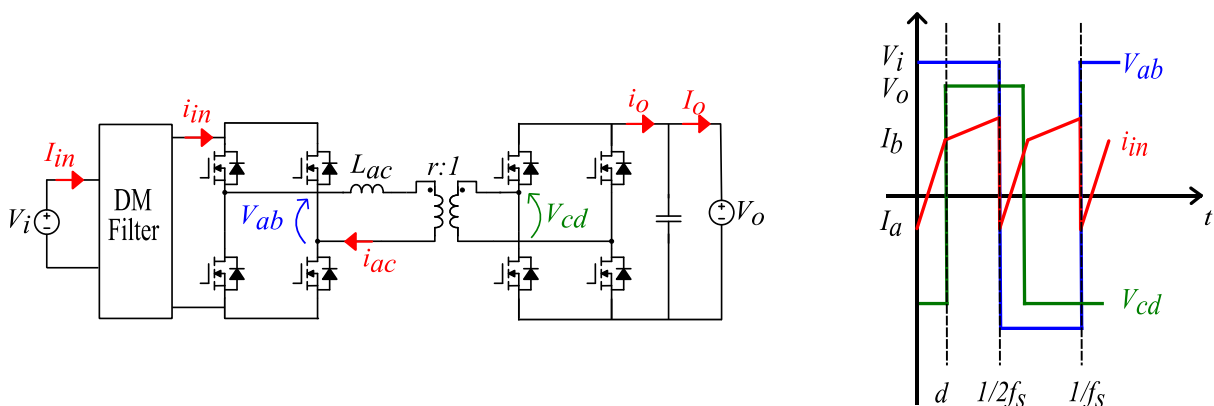 I_in
V_i
DM
Filter
i_in
V_ab
L_ac
r:1
i_ac
V_cd
i_o
I_o
V_o
V_i
V_o
I_b
I_a
V_ab
i_in
t
V_cd
d
1/2f_s
1/f_s